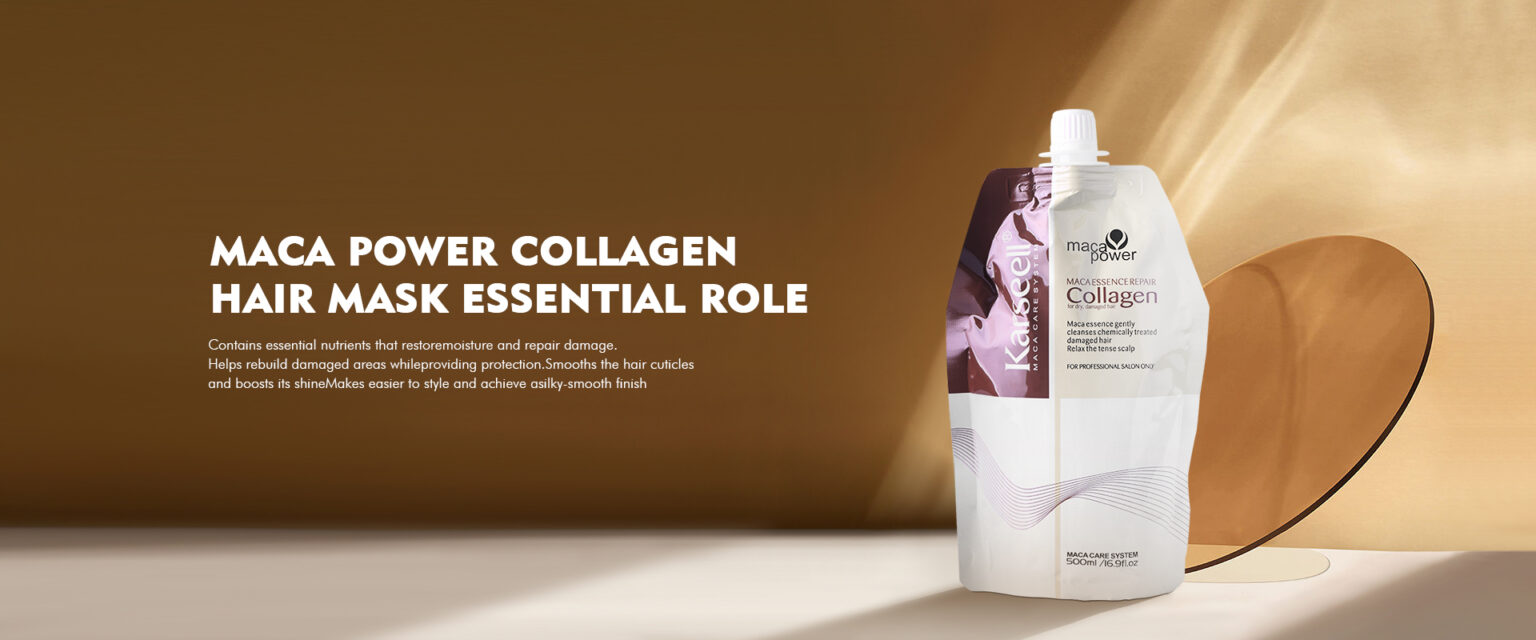 MACA POWER COLLAGEN
HAIR MASK ESSENTIAL ROLE
Contains essential nutrients that restoremoisture and repair damage.
Helps rebuild damaged areas whileproviding protection.Smooths the hair cuticles
and boosts its shineMakes easier to style and achieve asilky-smooth finish
Karseell®
MACA CARE SYSTEM
maca
power
MACA ESSENCE REPAIR
Collagen
for dry, damaged hair
Maca essence gently
cleanses chemically treated
damaged hair
Relax the tense scalp
FOR PROFESSIONAL SALON ONLY
MACA CARE SYSTEM
500ml /16.9fl.oz